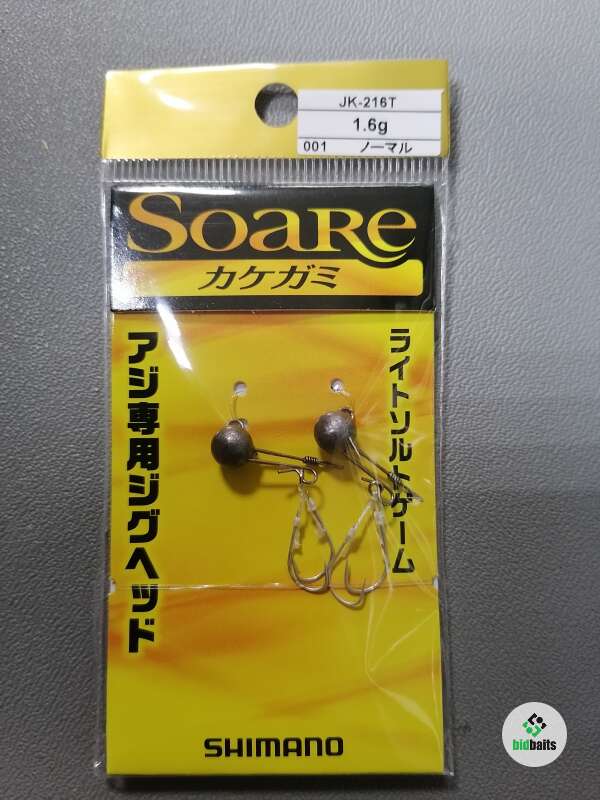 JK-216T
1.6g
001 ノーマル
SOARE
カケガミ
アジ専用ジグヘッド
ライトソルトゲーム
SHIMANO
bidbaits